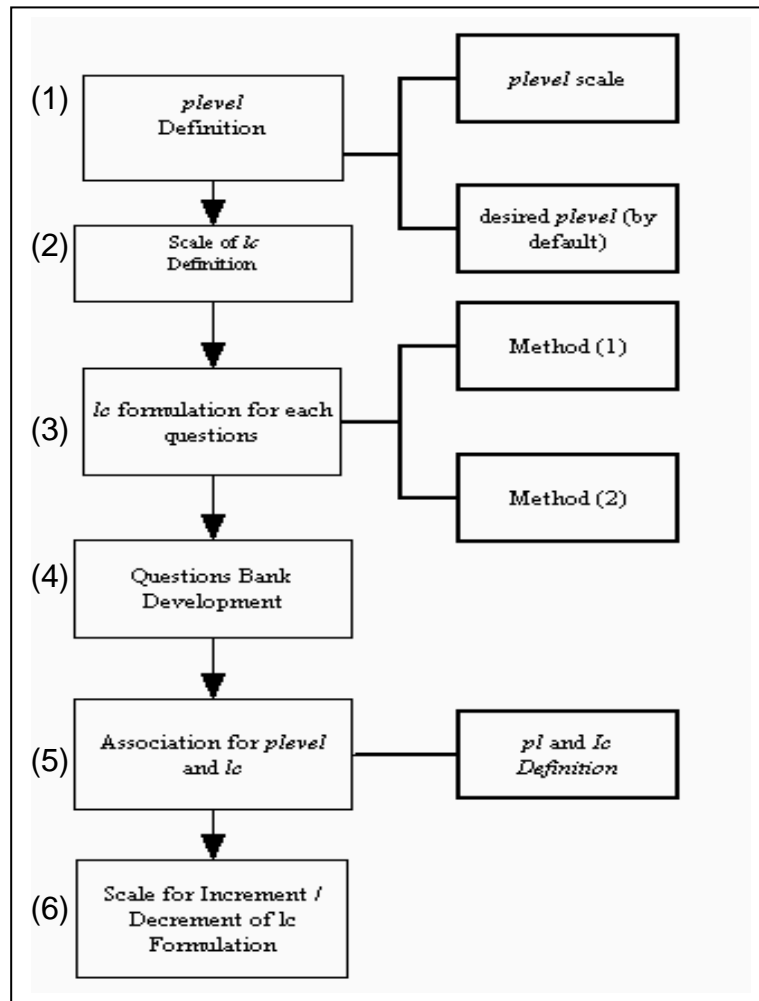 (1)
plevel
Definition
plevel scale
desired plevel (by
default)
(2)
Scale of lc
Definition
(3)
lc formulation for each
questions
Method (1)
Method (2)
(4)
Questions Bank
Development
(5)
Association for plevel
and lc
pl and Ic
Definition
(6)
Scale for Increment /
Decrement of lc
Formulation